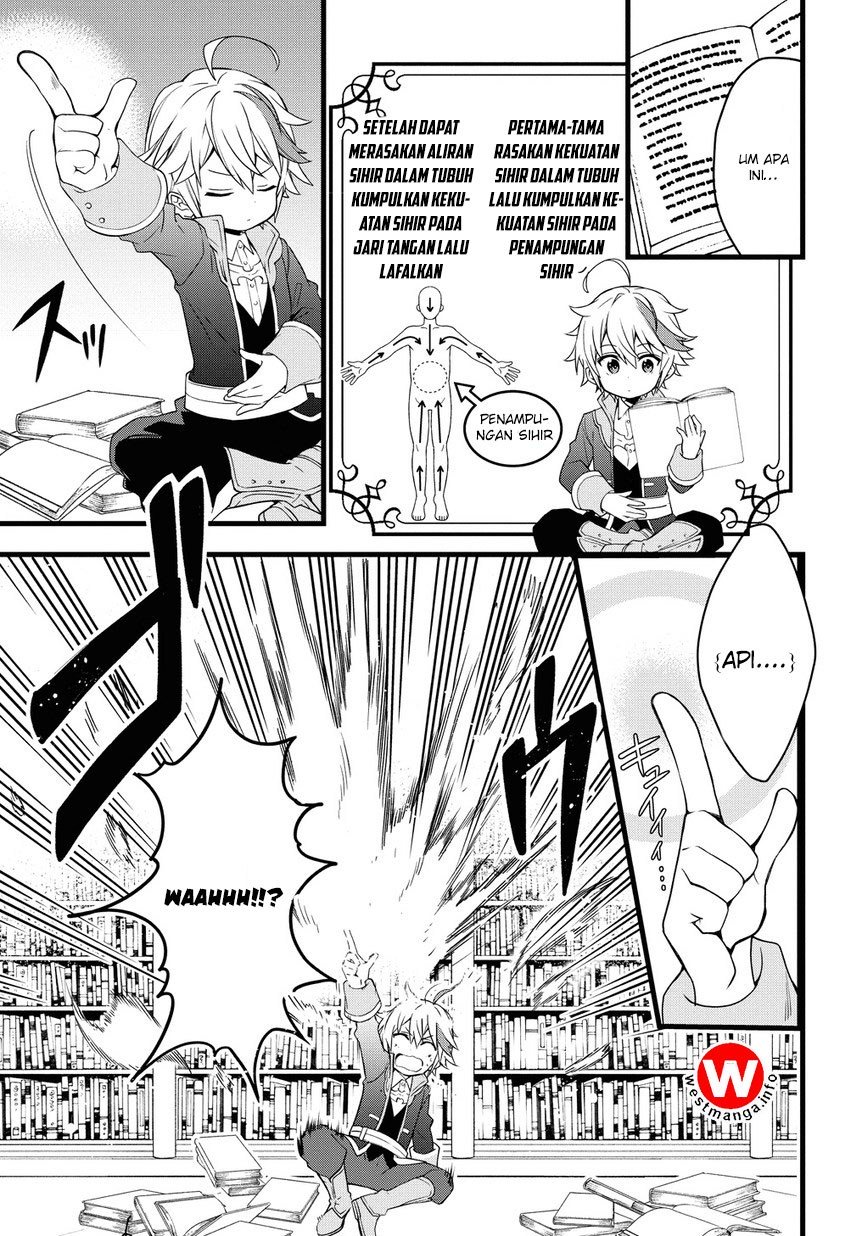 UM APA
INI...
PERTAMA-TAMA
RASAKAN KEKUATAN
SIHIR DALAM TUBUH
LALU KUMPULKAN KE-
KUATAN SIHIR PADA
PENAMPUNGAN
SIHIR
SETELAH DAPAT
MERASAKAN ALIRAN
SIHIR DALAM TUBUH
KUMPULKAN KEKU-
ATAN SIHIR PADA
JARI TANGAN LALU
LAFALKAN
PENAMPU-
NGAN SIHIR
スッ
{API....}
キュイィィ…
ゴウッ
WAAHHH!!?
W
westmanga.info